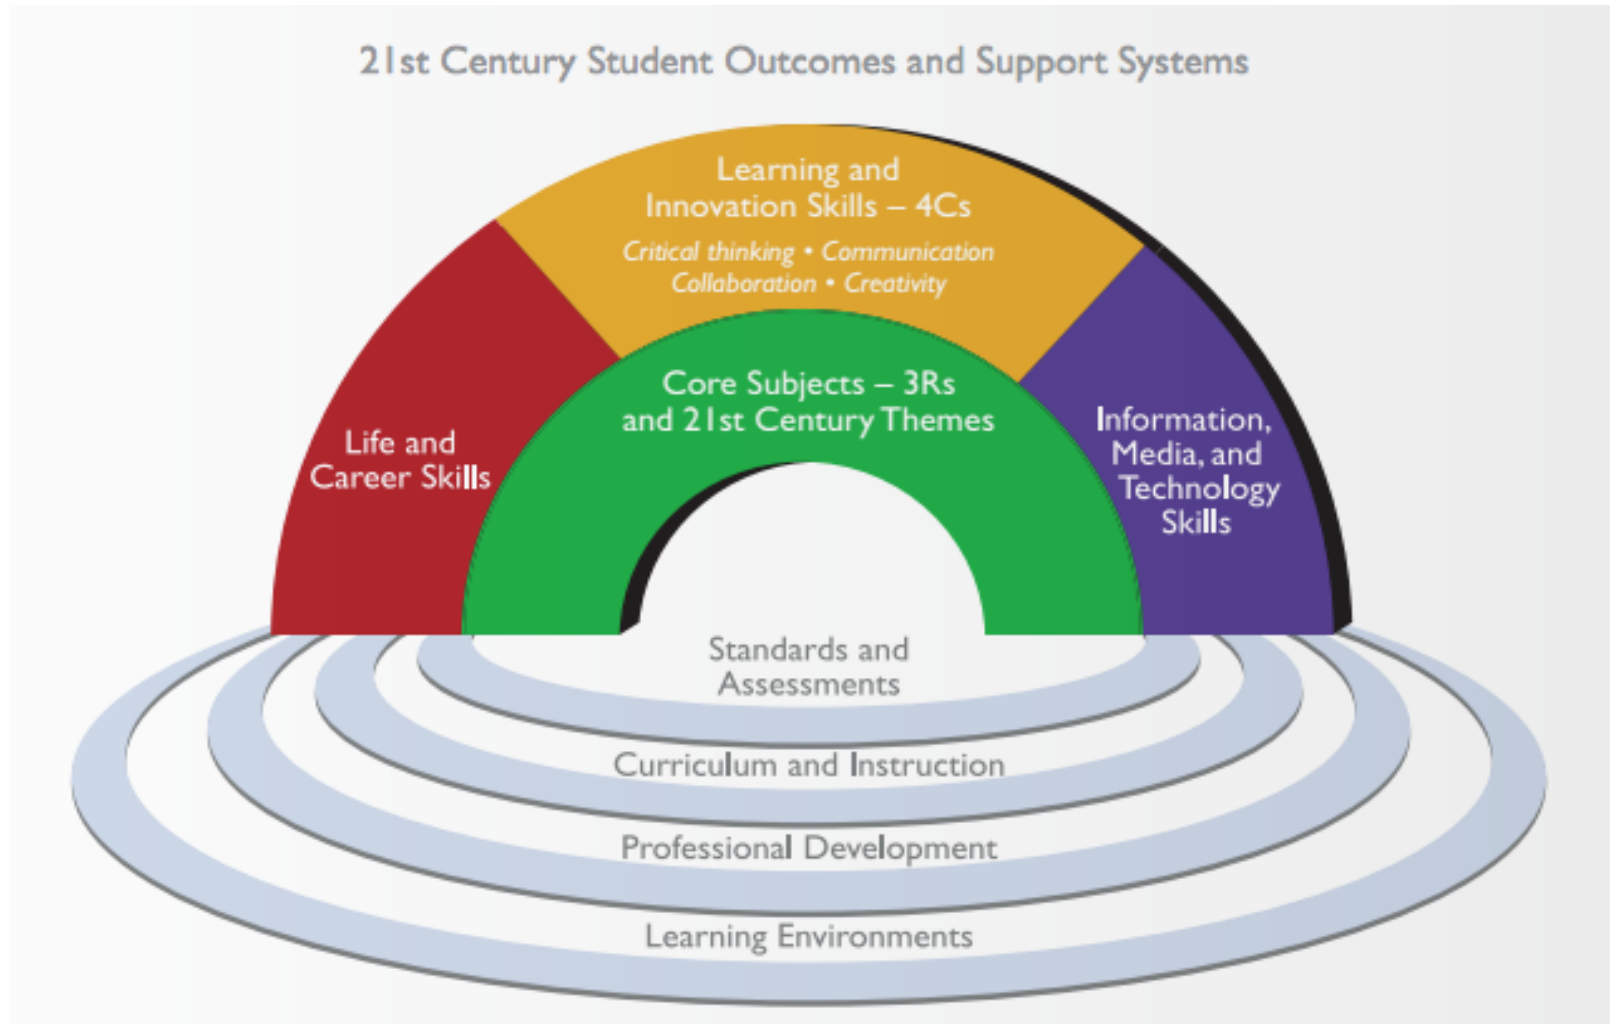 21st Century Student Outcomes and Support Systems
Learning and
Innovation Skills – 4Cs
Critical thinking • Communication
Collaboration • Creativity
Core Subjects – 3Rs
and 21st Century Themes
Life and
Career Skills
Information,
Media, and
Technology
Skills
Standards and
Assessments
Curriculum and Instruction
Professional Development
Learning Environments